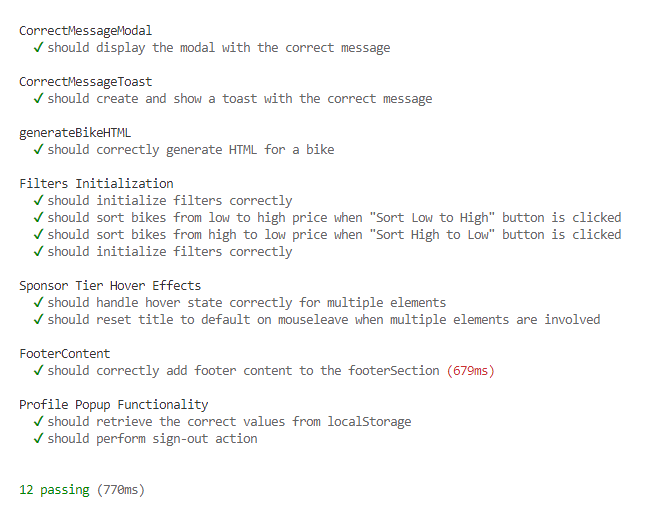 CorrectMessageModal
✓ should display the modal with the correct message
CorrectMessageToast
✓ should create and show a toast with the correct message
generateBikeHTML
✓ should correctly generate HTML for a bike
Filters Initialization
✓ should initialize filters correctly
✓ should sort bikes from low to high price when "Sort Low to High" button is clicked
✓ should sort bikes from high to low price when "Sort High to Low" button is clicked
✓ should initialize filters correctly
Sponsor Tier Hover Effects
✓ should handle hover state correctly for multiple elements
✓ should reset title to default on mouseleave when multiple elements are involved
FooterContent
✓ should correctly add footer content to the footerSection (679ms)
Profile Popup Functionality
✓ should retrieve the correct values from localStorage
✓ should perform sign-out action
12 passing (770ms)